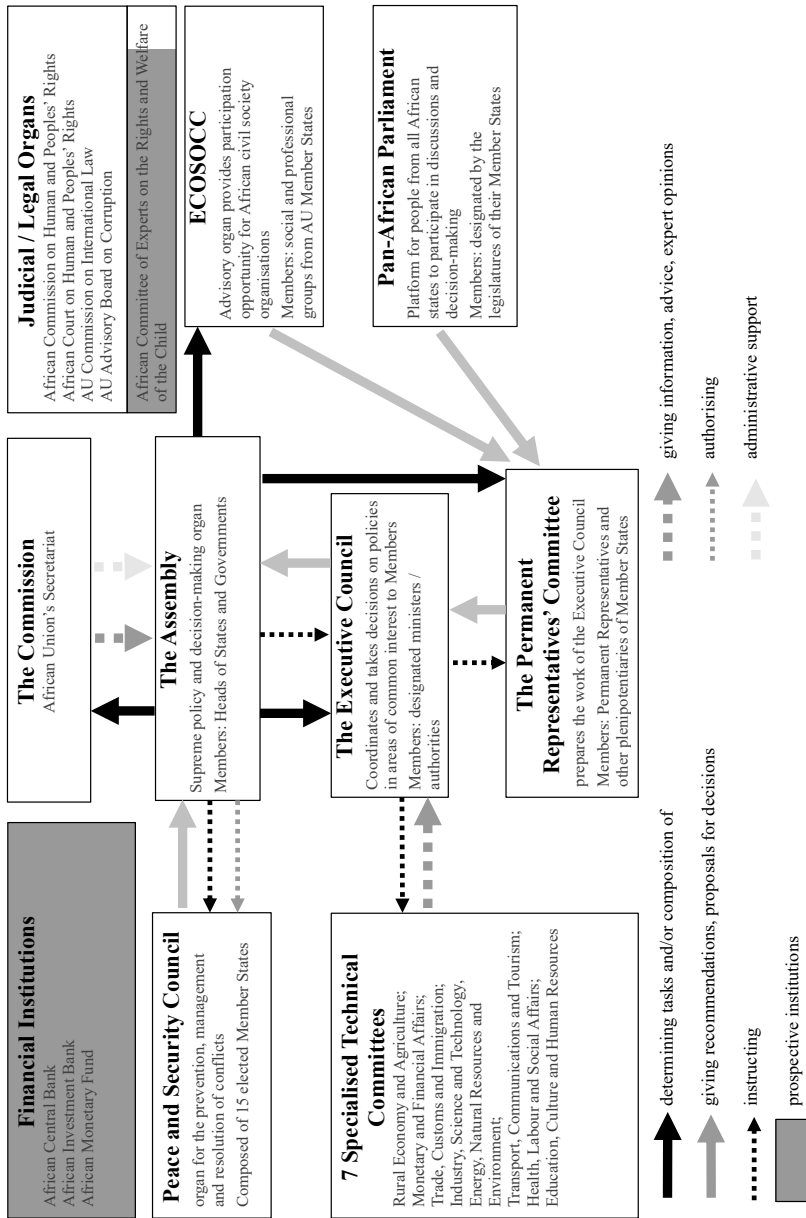 Financial Institutions
African Central Bank
African Investment Bank
African Monetary Fund
The Commission
African Union's Secretariat
Judicial / Legal Organs
African Commission on Human and Peoples' Rights
African Court on Human and Peoples' Rights
AU Commission on International Law
AU Advisory Board on Corruption
African Committee of Experts on the Rights and Welfare
of the Child
Peace and Security Council
organ for the prevention, management
and resolution of conflicts
Composed of 15 elected Member States
The Assembly
Supreme policy and decision-making organ
Members: Heads of States and Governments
ECOSOCC
Advisory organ provides participation
opportunity for African civil society
organisations
Members: social and professional
groups from AU Member States
7 Specialised Technical
Committees
Rural Economy and Agriculture;
Monetary and Financial Affairs;
Trade, Customs and Immigration;
Industry, Science and Technology,
Energy, Natural Resources and
Environment;
Transport, Communications and Tourism;
Health, Labour and Social Affairs;
Education, Culture and Human Resources
The Executive Council
Coordinates and takes decisions on policies
in areas of common interest to Members
Members: designated ministers /
authorities
Pan-African Parliament
Platform for people from all African
states to participate in discussions and
decision-making
Members: designated by the
legislatures of their Member States
The Permanent
Representatives' Committee
prepares the work of the Executive Council
Members: Permanent Representatives and
other plenipotentiaries of Member States
determining tasks and/or composition of
giving recommendations, proposals for decisions
instructing
prospective institutions
giving information, advice, expert opinions
authorising
administrative support